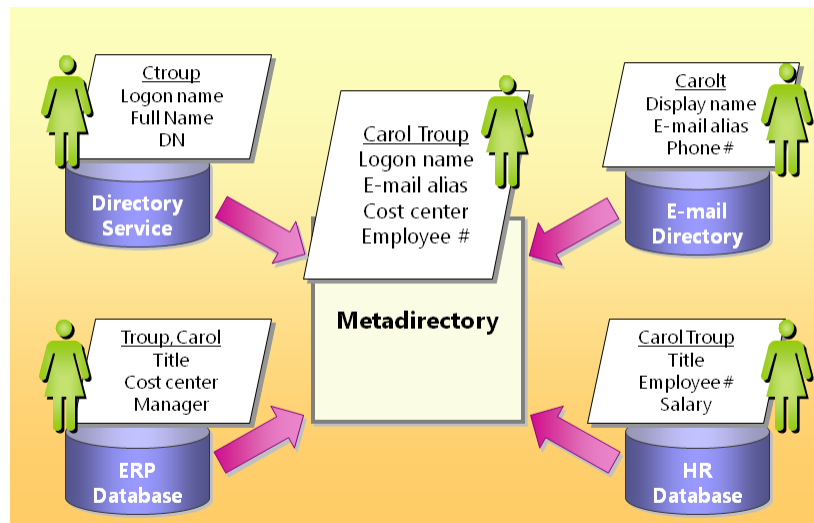 Ctroup
Logon name
Full Name
DN
Directory
Service
Carol Troup
Logon name
E-mail alias
Cost center
Employee #
Metadirectory
Carolt
Display name
E-mail alias
Phone #
E-mail
Directory
Troup, Carol
Title
Cost center
Manager
ERP
Database
Carol Troup
Title
Employee #
Salary
HR
Database